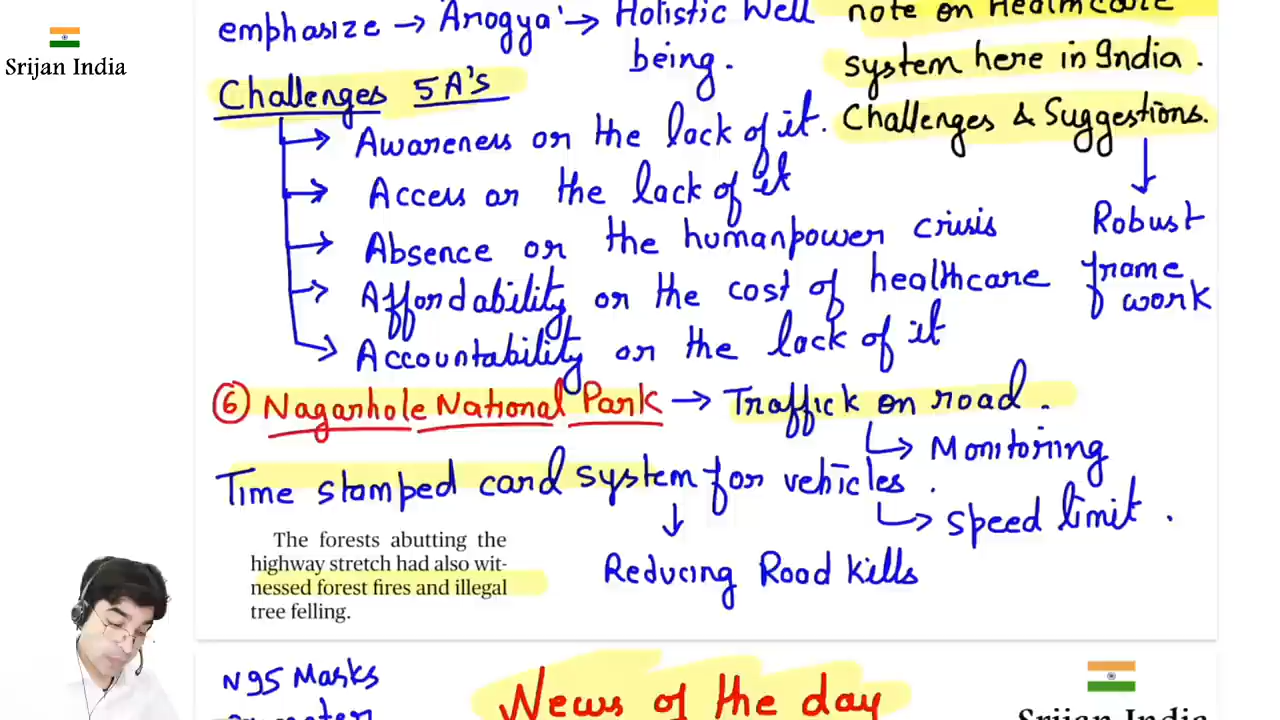 Srijan India
emphasize → Arogya' → Holistic Well
being.
note on Healthcare
system here in India.
Challenges & Suggestions.
Robust
frame
work
Challenges 5A's
Awareness or the lack of it.
Access or the lack of it
Absence or the humanpower crisis
Affordability or the cost of healthcare
Accountability or the lack of it
⑥ Nagarhole National Park → Traffick on road.
Monitoring
Time stamped card system for vehicles.
speed limit.
Reducing Road Kills
The forests abutting the
highway stretch had also wit-
nessed forest fires and illegal
tree felling.
N95 Masks
News of the day
Srijan India